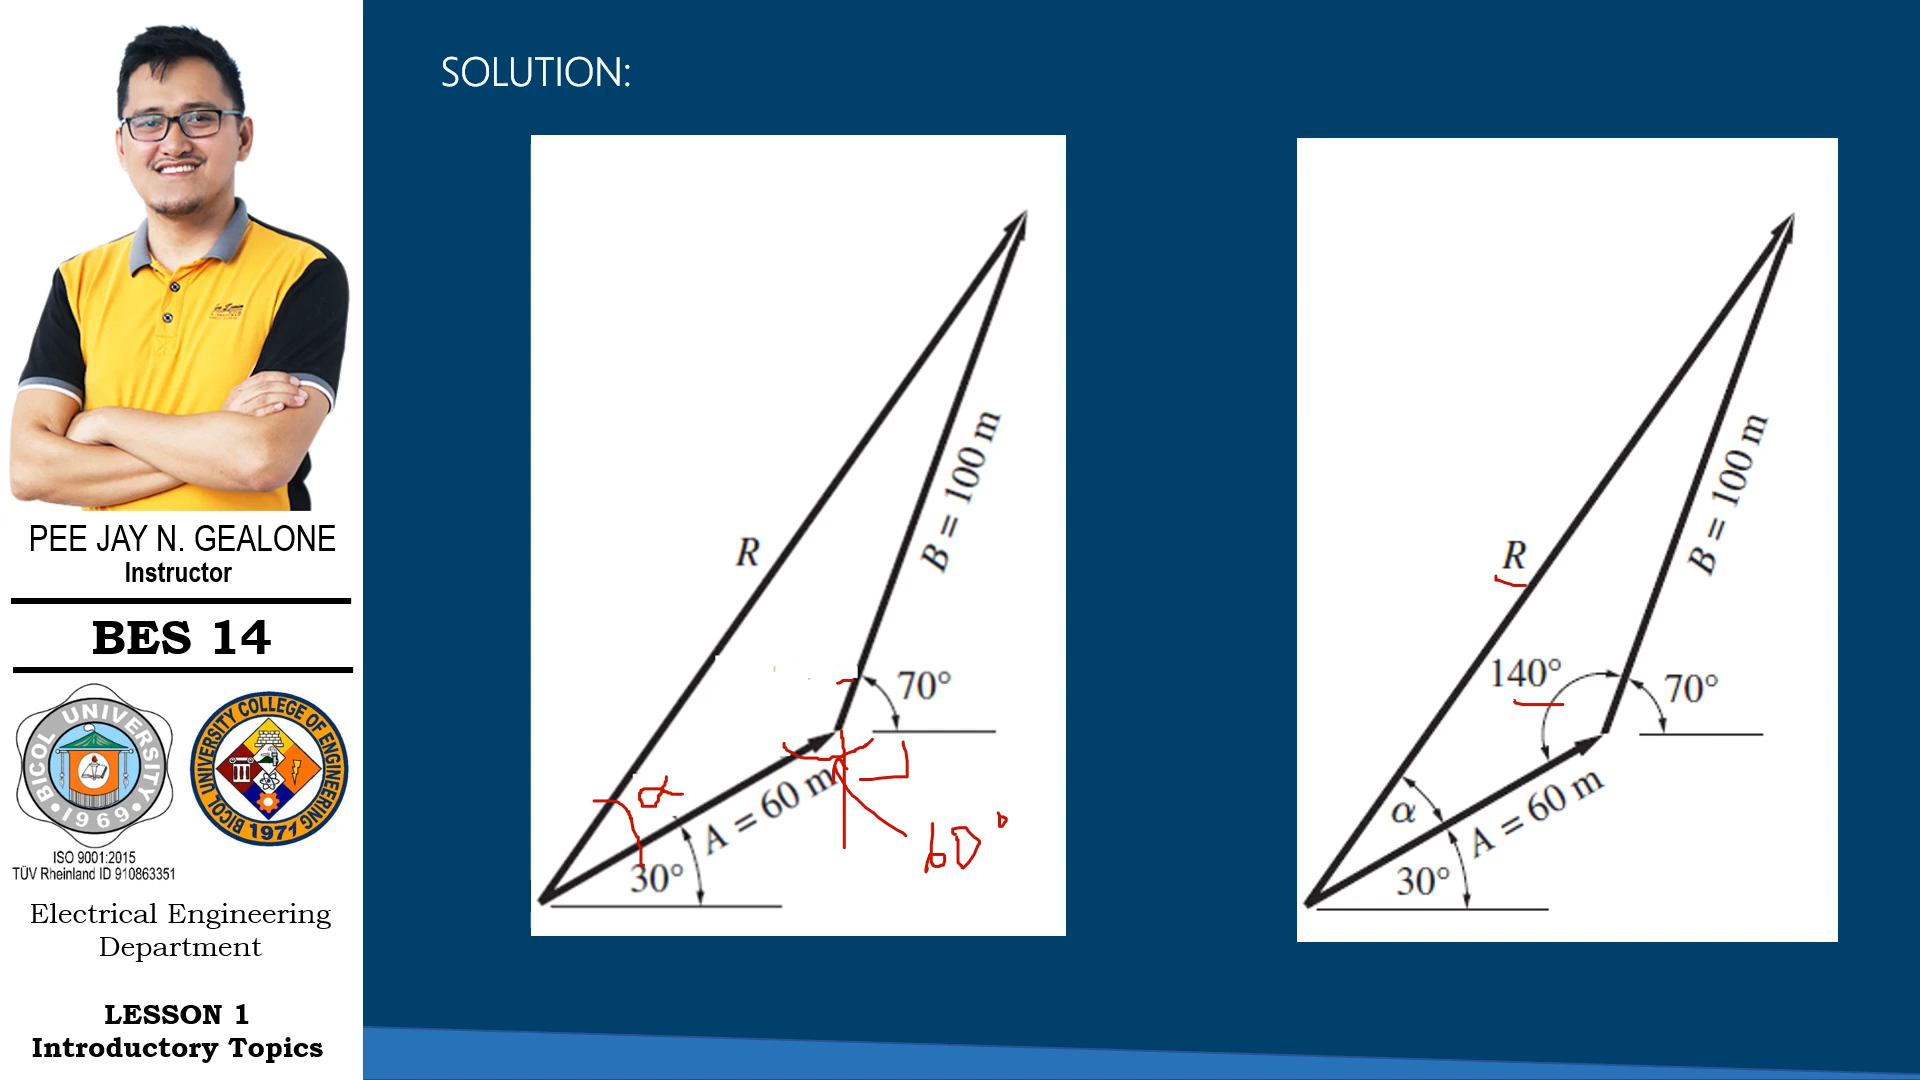 SOLUTION:
R
B = 100 m
70°
α
A = 60 m
60°
30°
R
B = 100 m
140°
70°
α
A = 60 m
30°
PEE JAY N. GEALONE
Instructor
BES 14
BICOL UNIVERSITY
•1969•
BICOL UNIVERSITY COLLEGE OF ENGINEERING
1971
ISO 9001:2015
TÜV Rheinland ID 910863351
Electrical Engineering
Department
LESSON 1
Introductory Topics